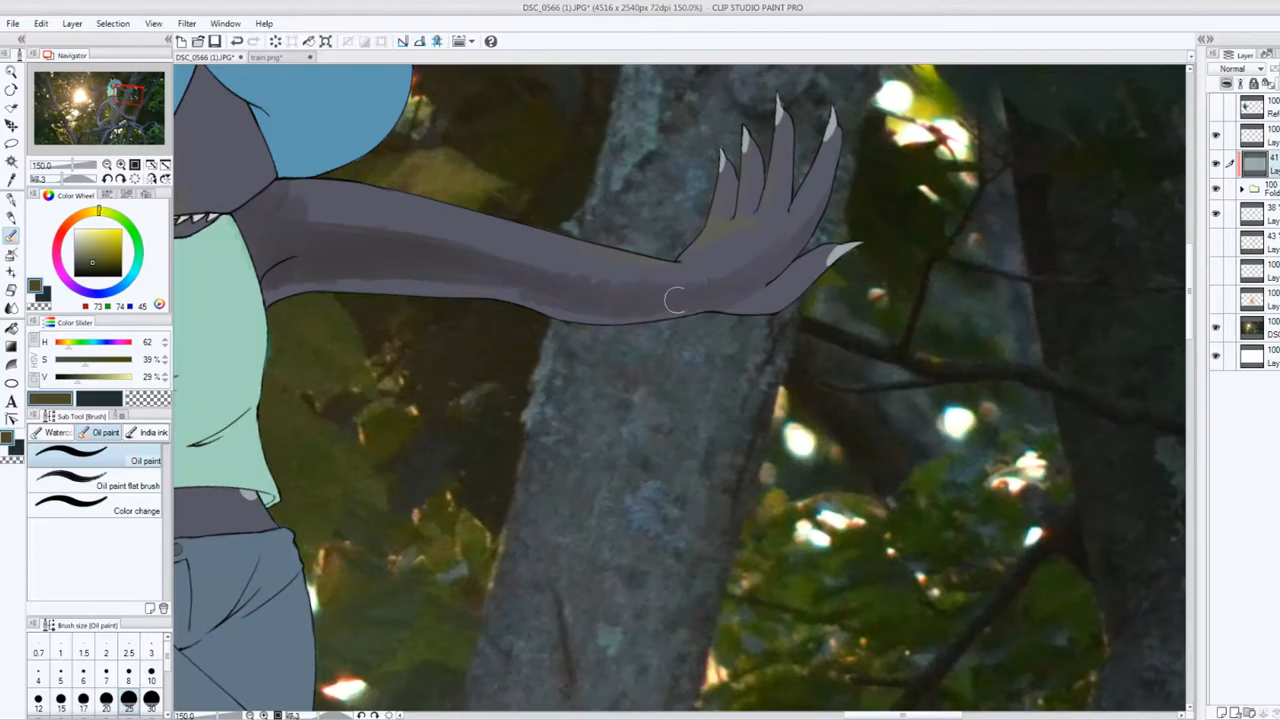 DSC_0566 (1).JPG* (4516 x 2540px 72dpi 150.0%) - CLIP STUDIO PAINT PRO
File Edit Layer Selection View Filter Window Help
Navigator
DSC_0566 (1).JPG* train.png*
Layer
Normal
150.0
Color Wheel
73 74 45
Color Slider
H 62
S 39 %
V 29 %
HSV
Sub Tool [Brush]
Oil paint India ink
Oil paint
Oil paint flat brush
Color change
Brush size [Oil paint]
0.7 1 1.5 2 2.5 3
4 5 6 7 8 10
12 15 17 20 25 30
100
100
41
100
Fold
38
43
100
100
100
DSC
100
150.0